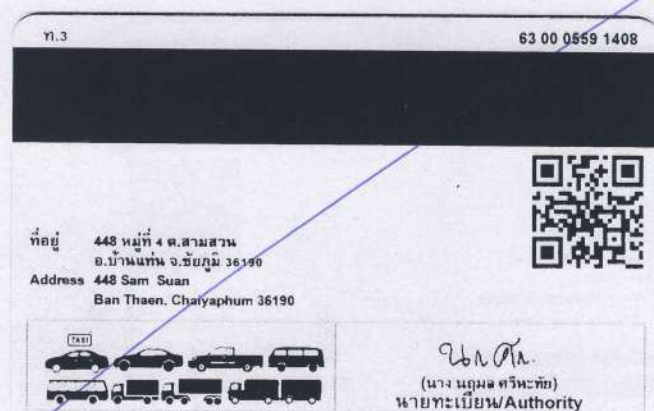 ท.3
63 00 0559 1408
ที่อยู่ 448 หมู่ที่ 4 ต.สามสวน
อ.บ้านแท่น จ.ชัยภูมิ 36190
Address 448 Sam Suan
Ban Thaen, Chaiyaphum 36190
TAXI
(นาง นฤมล ศรีหะทัย)
นายทะเบียน/Authority